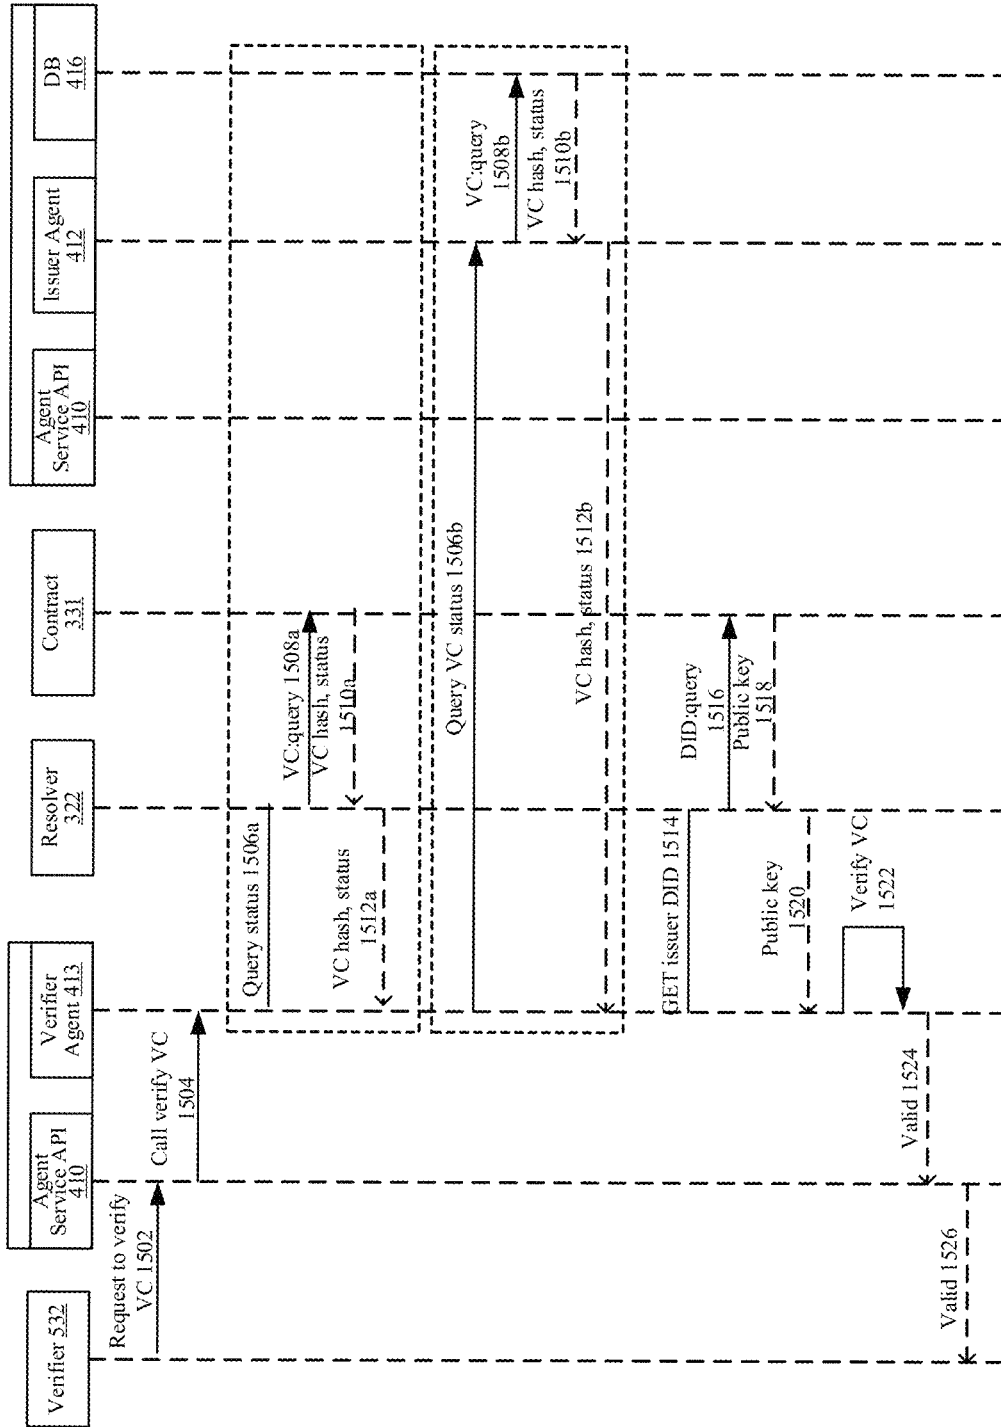 Verifier 532
Agent
Service API
410
Verifier
Agent 413
Resolver
322
Contract
331
Agent
Service API
410
Issuer Agent
412
DB
416
Request to verify
VC 1502
Call verify VC
1504
Query status 1506a
VC:query 1508a
VC hash, status
1510a
VC hash, status
1512a
Query VC status 1506b
VC:query
1508b
VC hash, status
1510b
VC hash, status 1512b
GET issuer DID 1514
DID:query
1516
Public key
1518
Public key
1520
Verify VC
1522
Valid 1524
Valid 1526